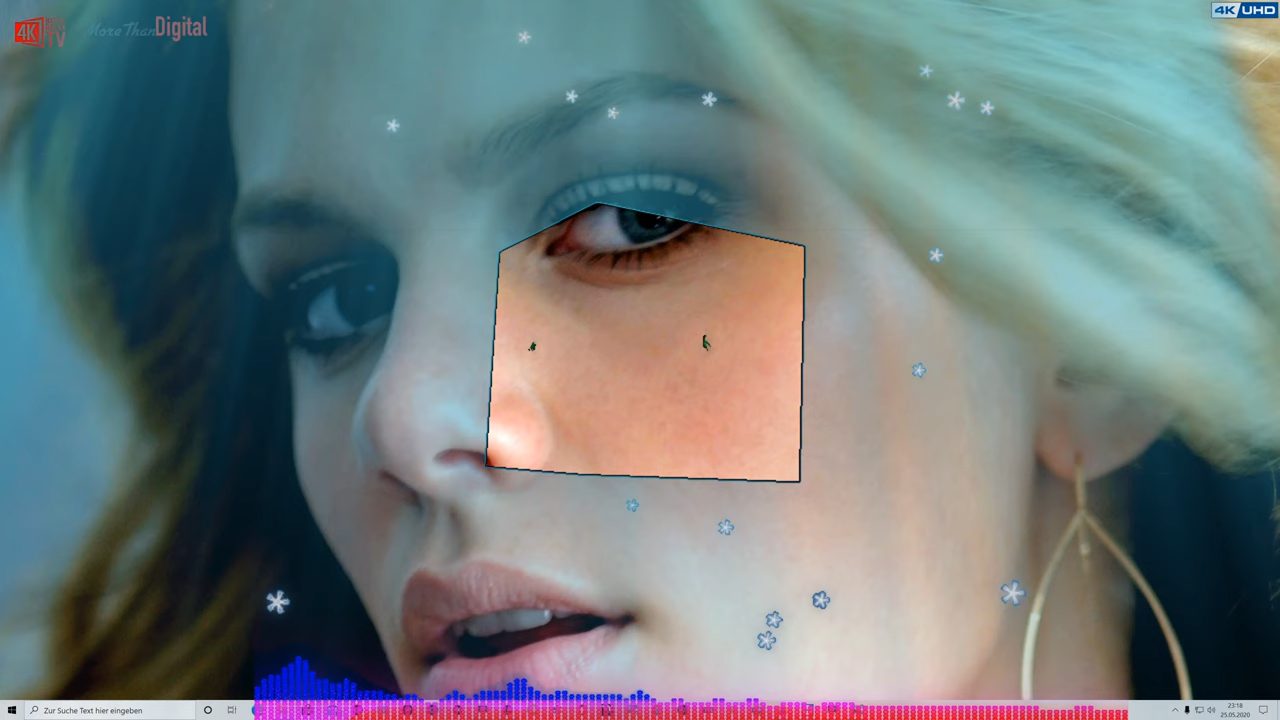 4K
TV
More Than Digital
4K UHD
Zur Suche Text hier eingeben
23:18
25.05.2020